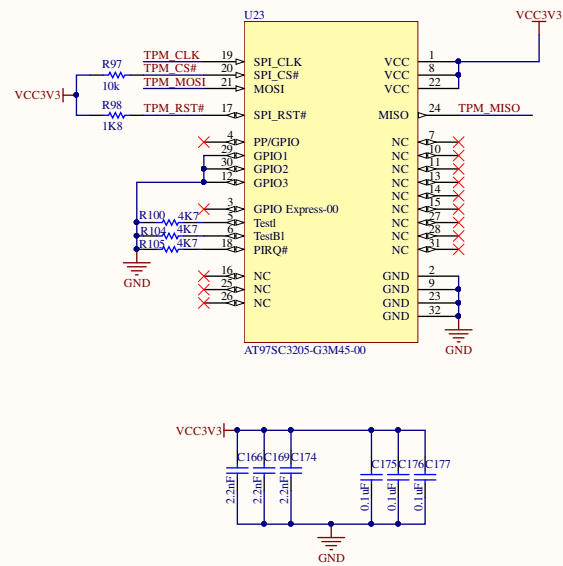 U23
VCC3V3
R97
10k
VCC3V3
R98
1K8
TPM_CLK
TPM_CS#
TPM_MOSI
TPM_RST#
19 SPI_CLK
20 SPI_CS#
21 MOSI
17 SPI_RST#
4 PP/GPIO
29 GPIO1
30 GPIO2
12 GPIO3
3 GPIO Express-00
R100 4K7 5 TestI
R104 4K7 6 TestBI
R105 4K7 18 PIRQ#
GND
16 NC
25 NC
26 NC
VCC 1
VCC 8
VCC 22
MISO 24 TPM_MISO
NC 7
NC 10
NC 11
NC 13
NC 14
NC 15
NC 27
NC 28
NC 31
GND 2
GND 9
GND 23
GND 32
GND
AT97SC3205-G3M45-00
VCC3V3
C166 C169 C174 C175 C176 C177
2.2nF 2.2nF 2.2nF 0.1uF 0.1uF 0.1uF
GND